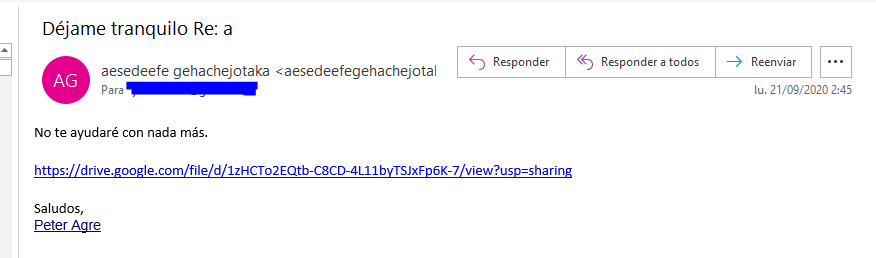 Déjame tranquilo Re: a
AG
aesedeefe gehachejotaka <aesedeefegehachejotal
Para
Responder
Responder a todos
Reenviar
lu. 21/09/2020 2:45
No te ayudaré con nada más.
https://drive.google.com/file/d/1zHCTo2EQtb-C8CD-4L11byTSJxFp6K-7/view?usp=sharing
Saludos,
Peter Agre